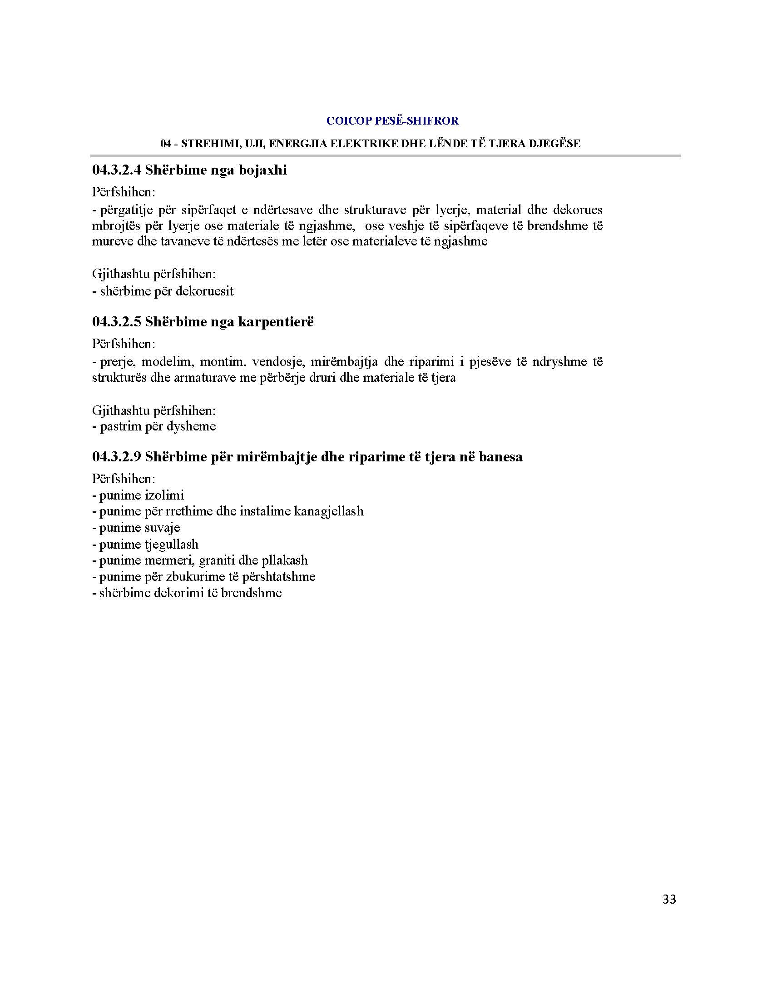 COICOP PESË-SHIFROR
04 - STREHIMI, UJI, ENERGJIA ELEKTRIKE DHE LËNDE TË TJERA DJEGËSE
04.3.2.4 Shërbime nga bojaxhi
Përfshihen:
- përgatitje për sipërfaqet e ndërtesave dhe strukturave për lyerje, material dhe dekorues
mbrojtës për lyerje ose materiale të ngjashme, ose veshje të sipërfaqeve të brendshme të
mureve dhe tavaneve të ndërtesës me letër ose materialeve të ngjashme
Gjithashtu përfshihen:
- shërbime për dekoruesit
04.3.2.5 Shërbime nga karpentierë
Përfshihen:
- prerje, modelim, montim, vendosje, mirëmbajtja dhe riparimi i pjesëve të ndryshme të
strukturës dhe armaturave me përbërje druri dhe materiale të tjera
Gjithashtu përfshihen:
- pastrim për dysheme
04.3.2.9 Shërbime për mirëmbajtje dhe riparime të tjera në banesa
Përfshihen:
- punime izolimi
- punime për rrethime dhe instalime kanagjellash
- punime suvaje
- punime tjegullash
- punime mermeri, graniti dhe pllakash
- punime për zbukurime të përshtatshme
- shërbime dekorimi të brendshme
33